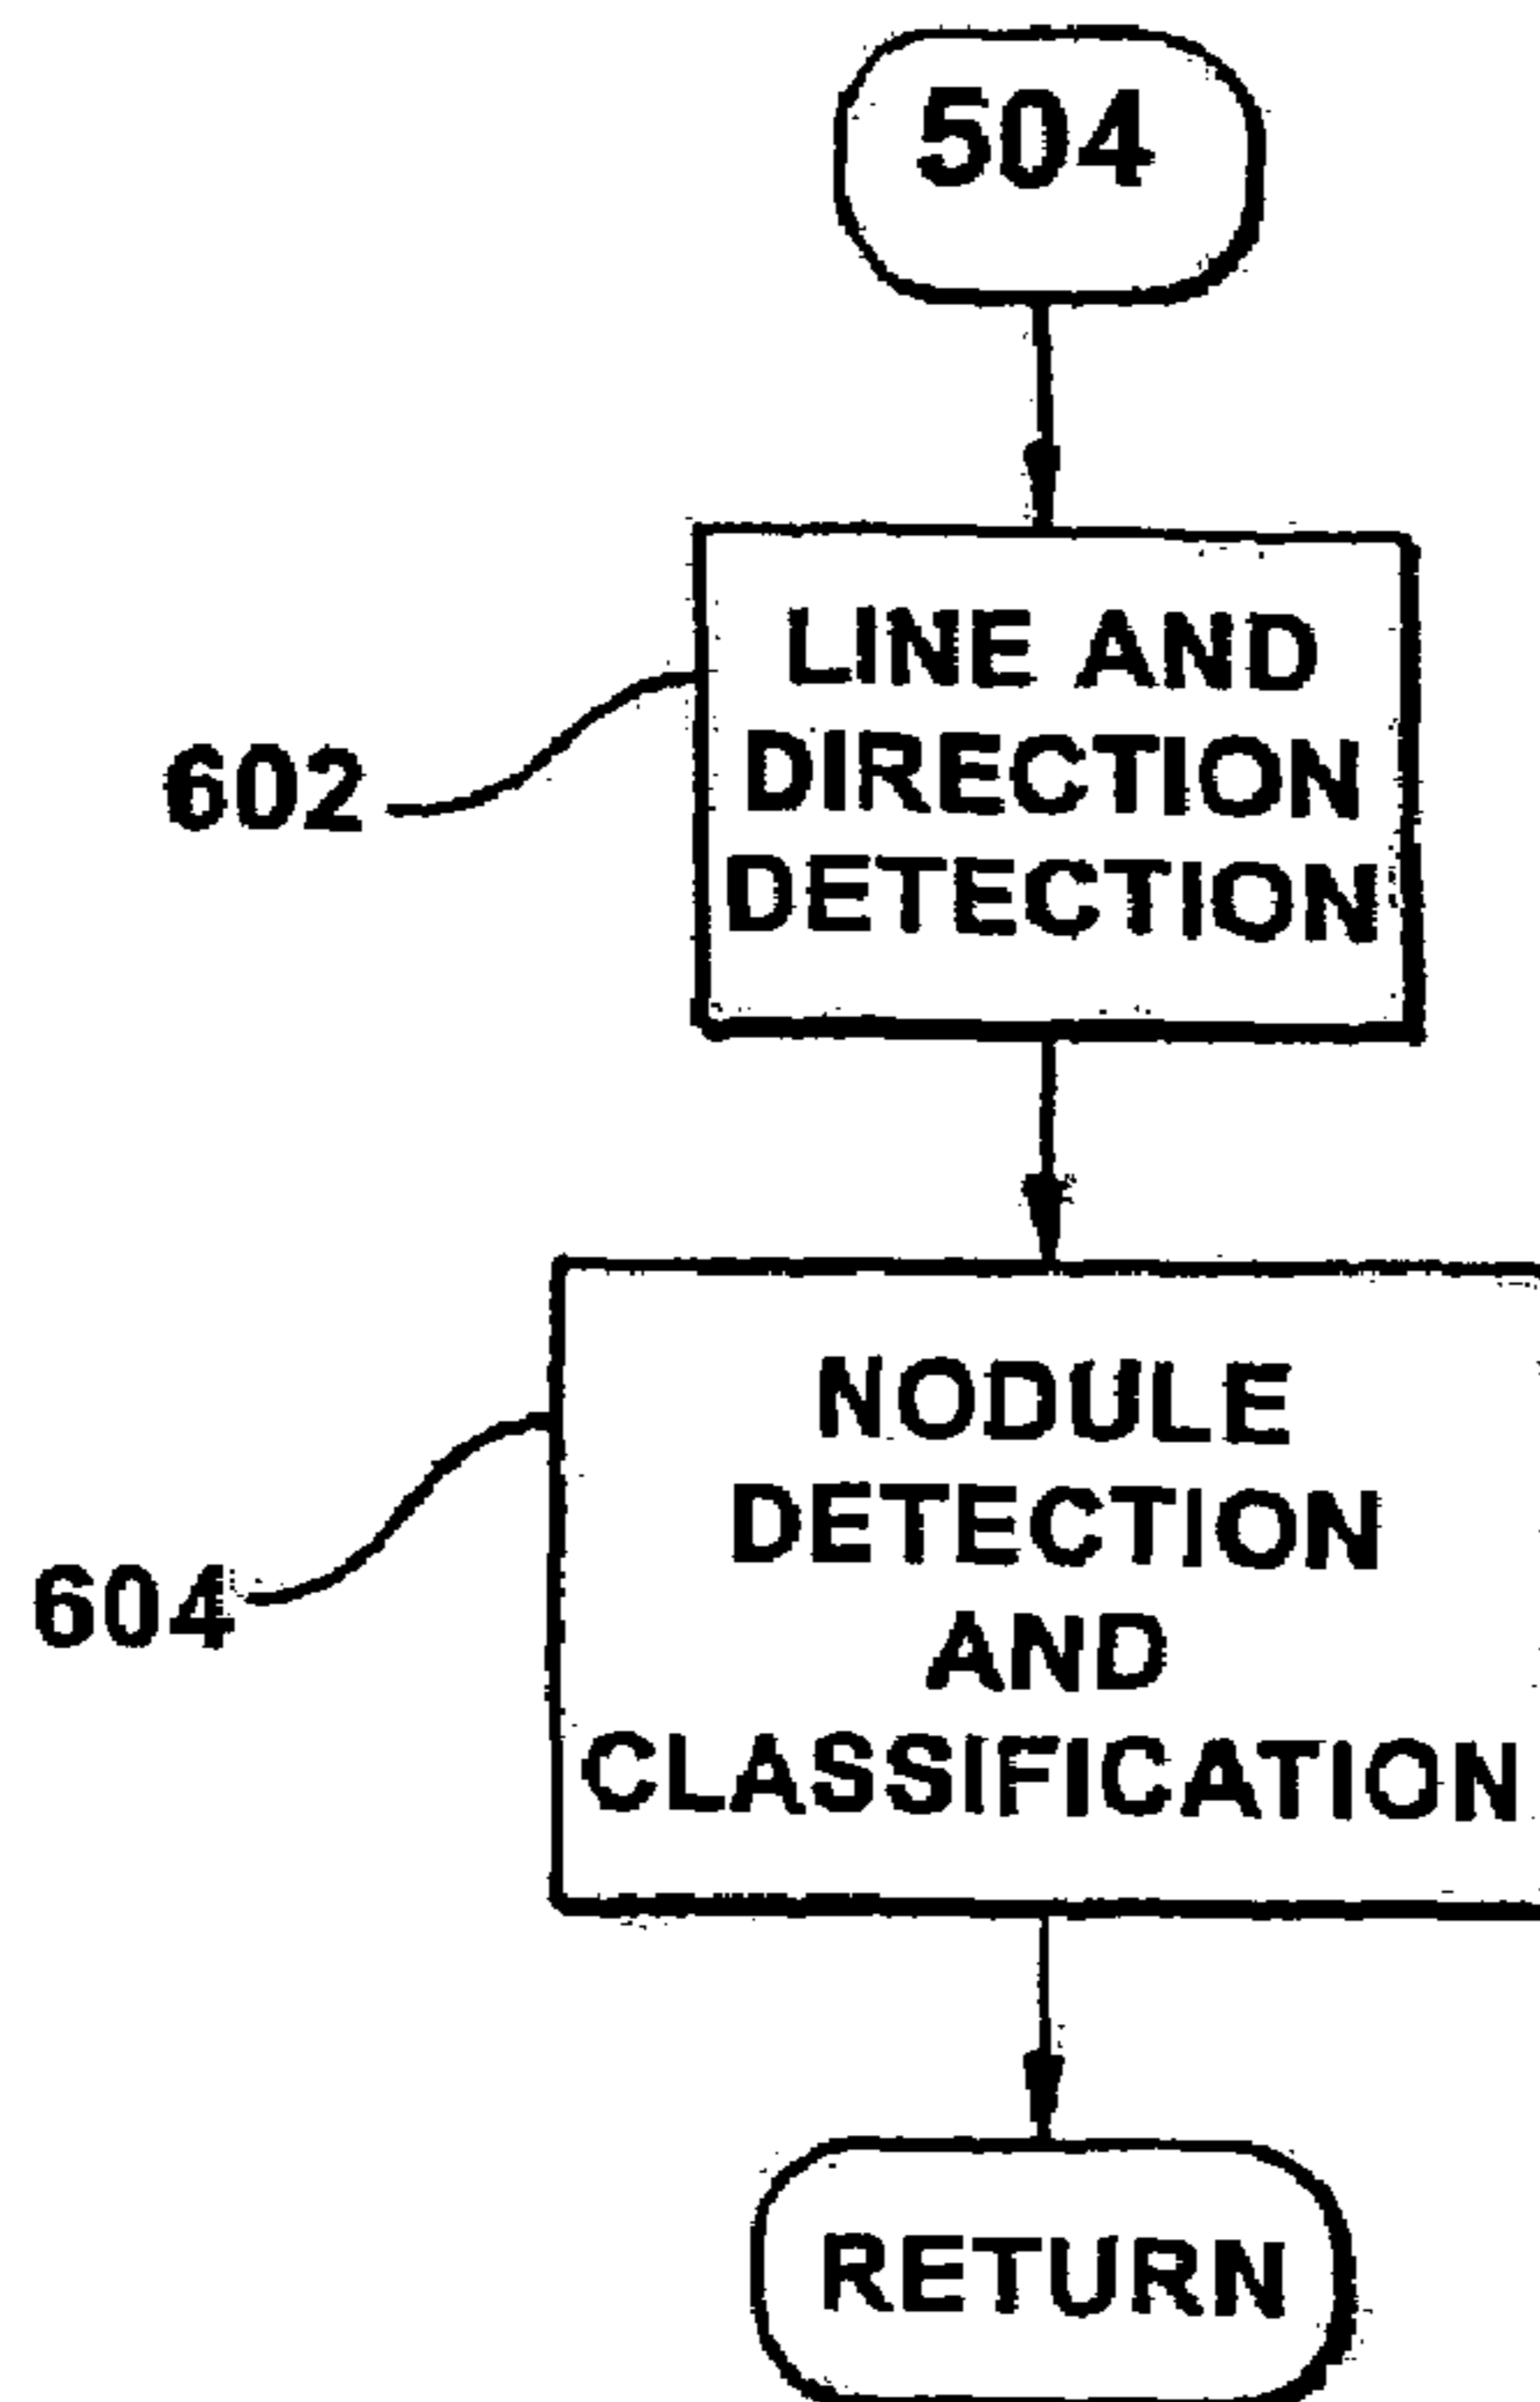 504
LINE AND
DIRECTION
DETECTION
602
NODULE
DETECTION
AND
CLASSIFICATION
604
RETURN